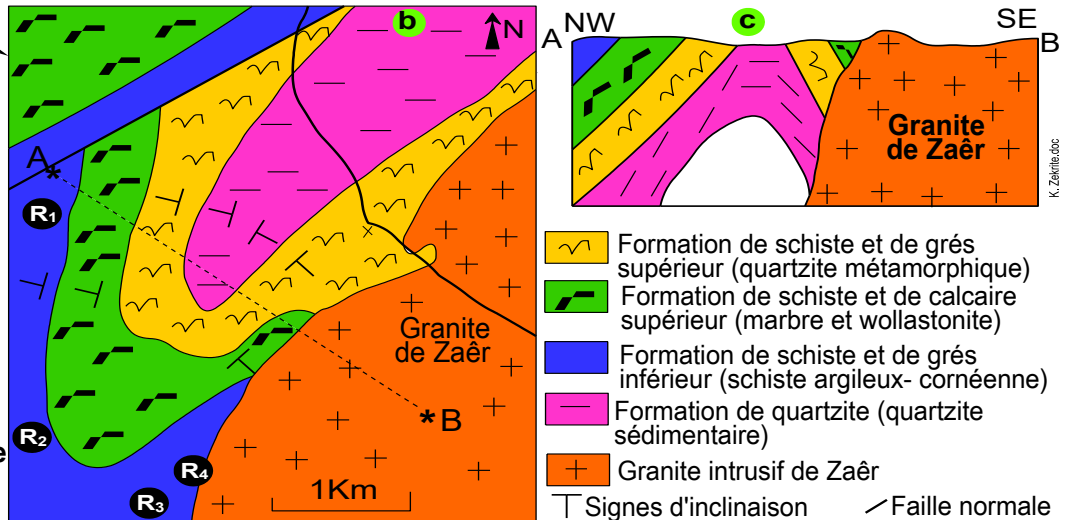 b
N
A
R₁
R₂
R₃
R₄
Granite
de Zaêr
B
1Km
e
A
NW
c
SE
B
Granite
de Zaêr
K. Zekrite.doc
Formation de schiste et de grés
supérieur (quartzite métamorphique)
Formation de schiste et de calcaire
supérieur (marbre et wollastonite)
Formation de schiste et de grés
inférieur (schiste argileux- cornéenne)
Formation de quartzite (quartzite
sédimentaire)
Granite intrusif de Zaêr
Signes d'inclinaison
Faille normale